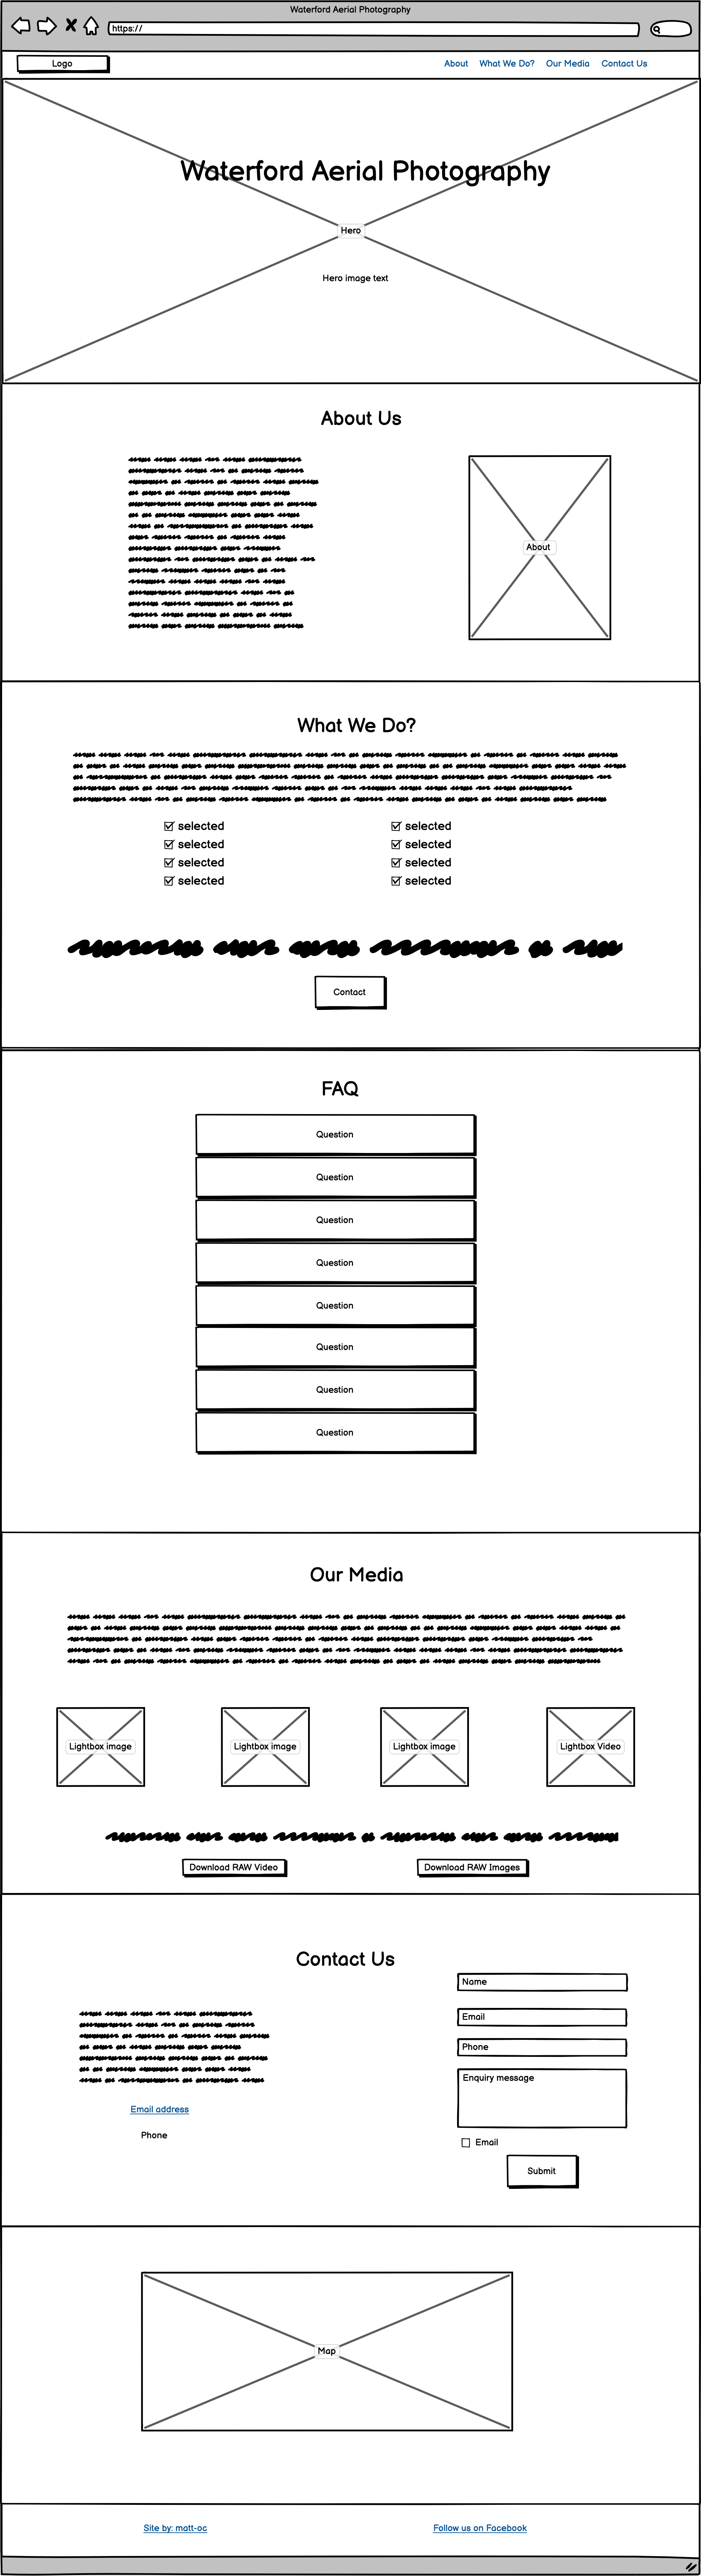 Waterford Aerial Photography
https://
Logo About What We Do? Our Media Contact Us
Waterford Aerial Photography
Hero
Hero image text
About Us
About
What We Do?
selected selected
selected selected
selected selected
selected selected
Contact
FAQ
Question
Question
Question
Question
Question
Question
Question
Question
Our Media
Lightbox image Lightbox image Lightbox image Lightbox Video
Download RAW Video Download RAW Images
Contact Us
Name
Email
Phone
Enquiry message
Email address
Phone
Email
Submit
Map
Site by: matt-oc Follow us on Facebook